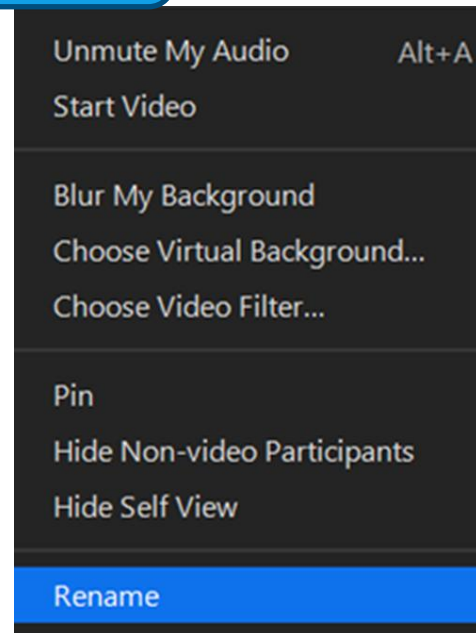 Unmute My Audio Alt+A
Start Video
Blur My Background
Choose Virtual Background...
Choose Video Filter...
Pin
Hide Non-video Participants
Hide Self View
Rename